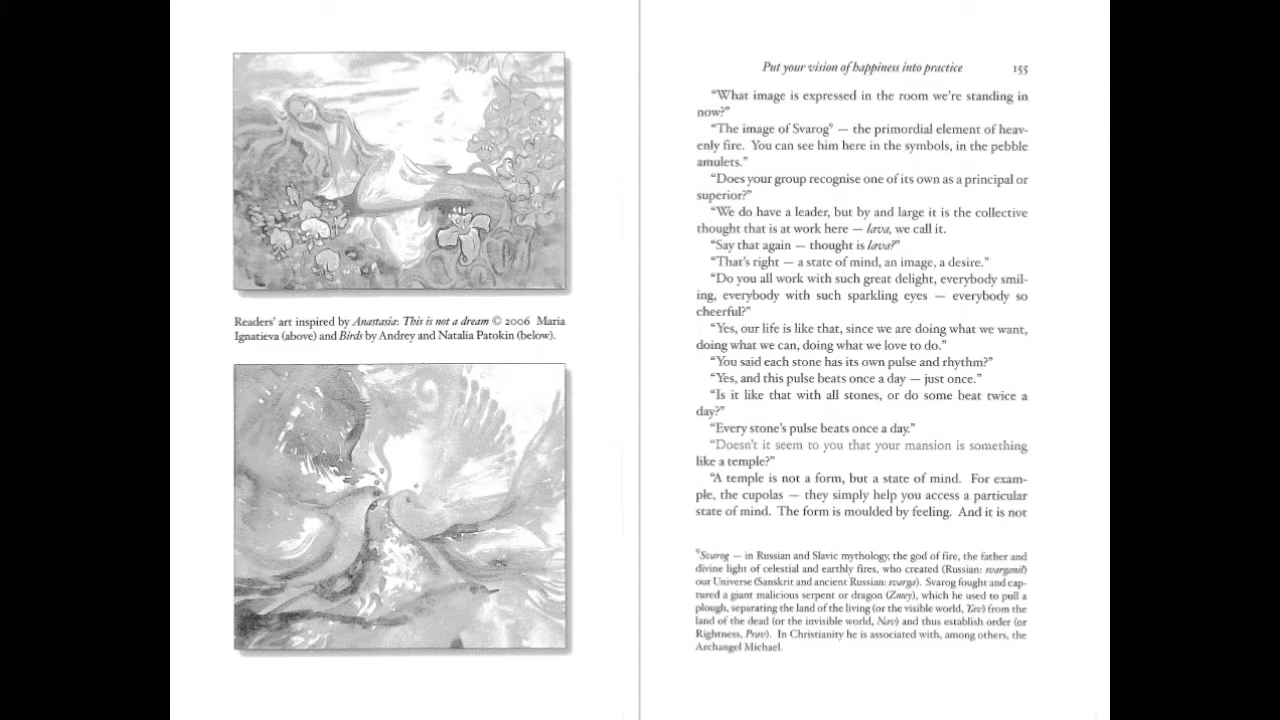 Readers' art inspired by Anastasia: This is not a dream © 2006 Maria
Ignatieva (above) and Birds by Andrey and Natalia Patokin (below).
Put your vision of happiness into practice 155
“What image is expressed in the room we're standing in
now?”
“The image of Svarog⁹ — the primordial element of heav-
enly fire. You can see him here in the symbols, in the pebble
amulets.”
“Does your group recognise one of its own as a principal or
superior?”
“We do have a leader, but by and large it is the collective
thought that is at work here — lava, we call it.
“Say that again — thought is lava?”
“That's right — a state of mind, an image, a desire.”
“Do you all work with such great delight, everybody smil-
ing, everybody with such sparkling eyes — everybody so
cheerful?”
“Yes, our life is like that, since we are doing what we want,
doing what we can, doing what we love to do.”
“You said each stone has its own pulse and rhythm?”
“Yes, and this pulse beats once a day — just once.”
“Is it like that with all stones, or do some beat twice a
day?”
“Every stone's pulse beats once a day.”
“Doesn't it seem to you that your mansion is something
like a temple?”
“A temple is not a form, but a state of mind. For exam-
ple, the cupolas — they simply help you access a particular
state of mind. The form is moulded by feeling. And it is not
⁹Svarog — in Russian and Slavic mythology, the god of fire, the father and
divine light of celestial and earthly fires, who created (Russian: svarganil)
our Universe (Sanskrit and ancient Russian: svarga). Svarog fought and cap-
tured a giant malicious serpent or dragon (Zmey), which he used to pull a
plough, separating the land of the living (or the visible world, Yav) from the
land of the dead (or the invisible world, Nav) and thus establish order (or
Rightness, Prav). In Christianity he is associated with, among others, the
Archangel Michael.